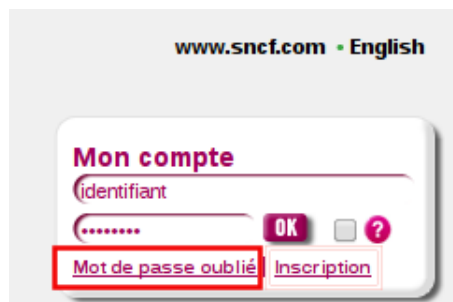 www.sncf.com • English
Mon compte
identifiant
•••••••• OK ?
Mot de passe oublié | Inscription